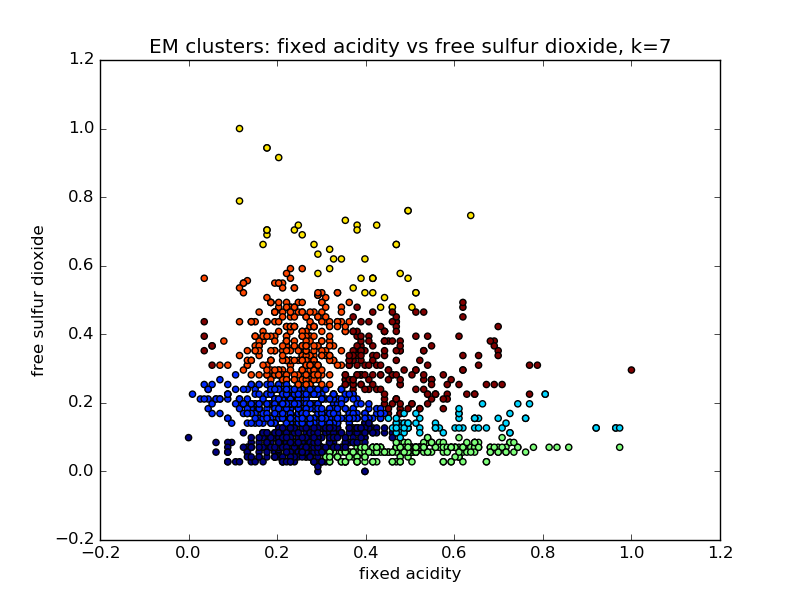 EM clusters: fixed acidity vs free sulfur dioxide, k=7
1.2
1.0
0.8
0.6
0.4
0.2
0.0
−0.2
free sulfur dioxide
−0.2 0.0 0.2 0.4 0.6 0.8 1.0 1.2
fixed acidity